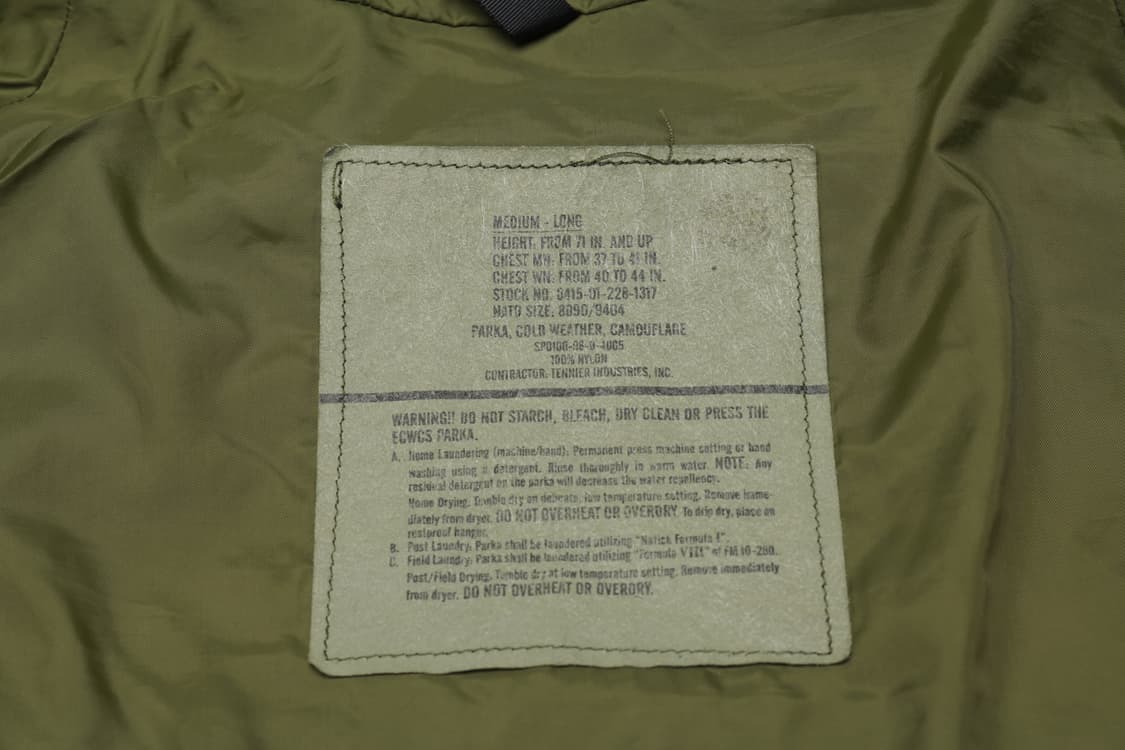 MEDIUM - LONG
HEIGHT: FROM 71 IN. AND UP
CHEST MN: FROM 37 TO 41 IN.
CHEST WN: FROM 40 TO 44 IN.
STOCK NO. 8415-01-228-1317
NATO SIZE: 8090/9404
PARKA, COLD WEATHER, CAMOUFLAGE
SPO100-96-D-4005
100% NYLON
CONTRACTOR: TENNIER INDUSTRIES, INC.
WARNING!! DO NOT STARCH, BLEACH, DRY CLEAN OR PRESS THE
ECWCS PARKA.
A. Home Laundering (machine/hand): Permanent press machine setting or hand
washing using a detergent. Rinse thoroughly in warm water. NOTE: Any
residual detergent on the parka will decrease the water repellency.
Home Drying. Tumble dry on delicate, low temperature setting. Remove imme-
diately from dryer. DO NOT OVERHEAT OR OVERDRY. To drip dry, place on
rustproof hanger.
B. Post Laundry: Parka shall be laundered utilizing "Natick Formula I".
C. Field Laundry: Parka shall be laundered utilizing "Formula VIII" of FM 10-280.
Post/Field Drying. Tumble dry at low temperature setting. Remove immediately
from dryer. DO NOT OVERHEAT OR OVERDRY.